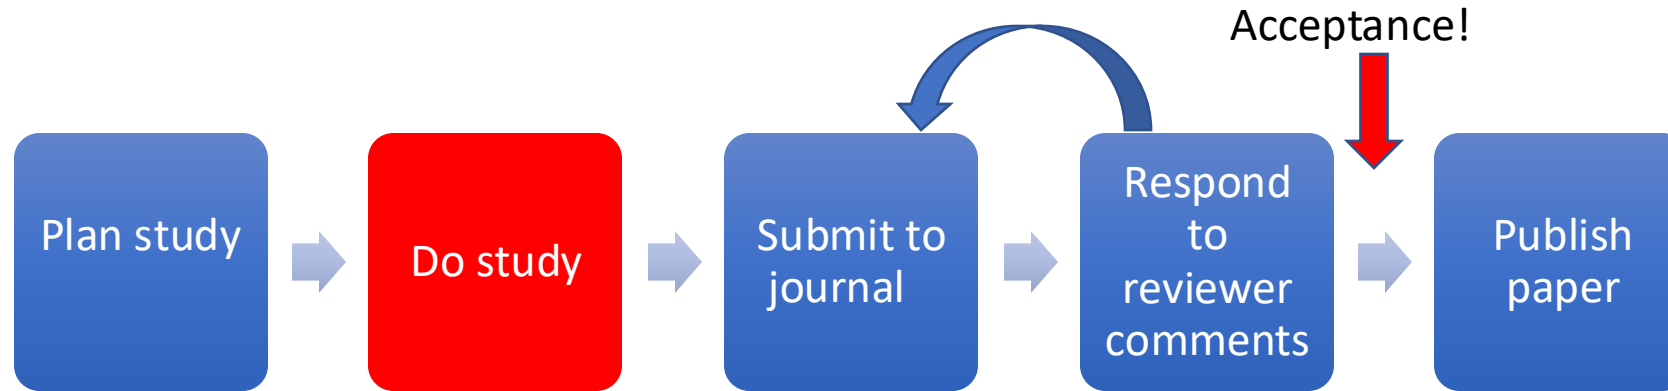 Acceptance!
Plan study
Do study
Submit to
journal
Respond
to
reviewer
comments
Publish
paper